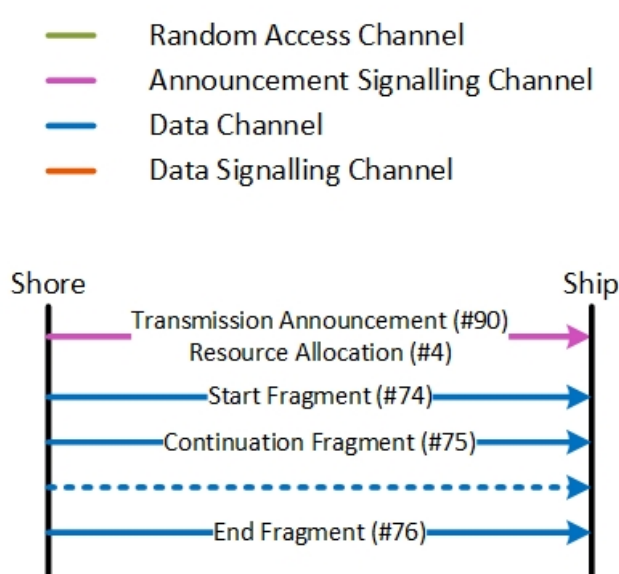 Random Access Channel
Announcement Signalling Channel
Data Channel
Data Signalling Channel
Shore
Ship
Transmission Announcement (#90)
Resource Allocation (#4)
Start Fragment (#74)
Continuation Fragment (#75)
End Fragment (#76)